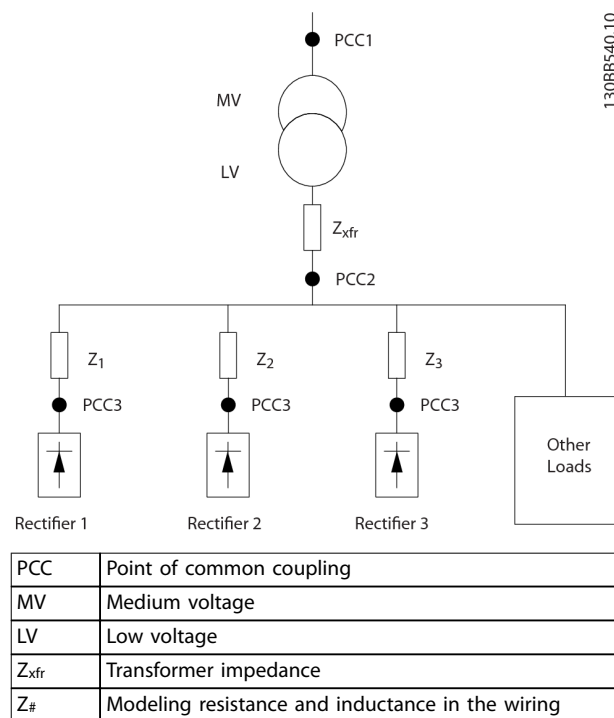 130BB540.10
PCC1
MV
LV
Zxfr
PCC2
Z1 Z2 Z3
PCC3 PCC3 PCC3
Other
Loads
Rectifier 1 Rectifier 2 Rectifier 3
PCC Point of common coupling
MV Medium voltage
LV Low voltage
Zxfr Transformer impedance
Z# Modeling resistance and inductance in the wiring